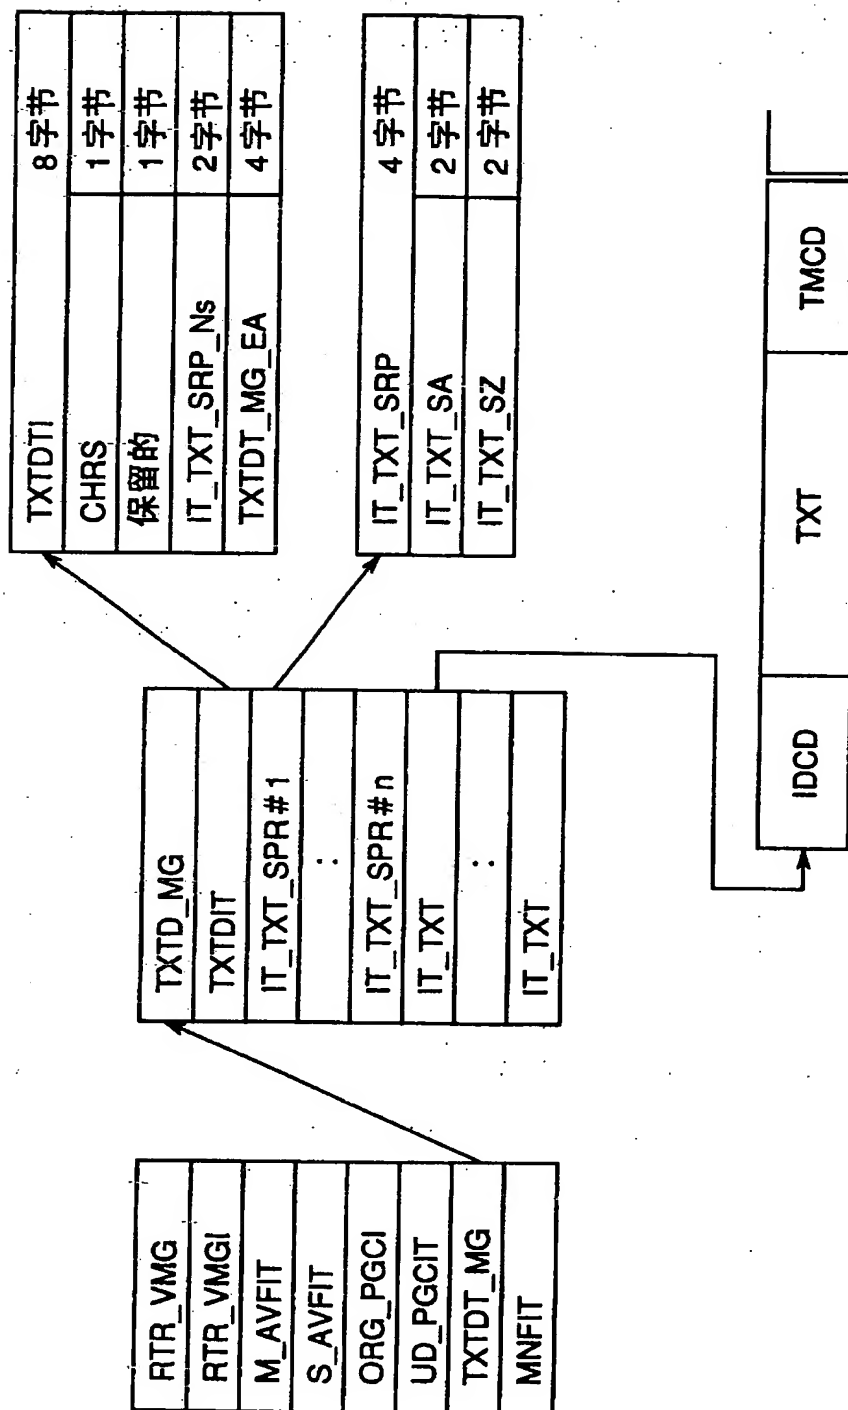 RTR_VMG
RTR_VMGI
M_AVFIT
S_AVFIT
ORG_PGCI
UD_PGCIT
TXTDT_MG
MNFIT
TXTD_MG
TXTDIT
IT_TXT_SPR#1
:
IT_TXT_SPR#n
IT_TXT
:
IT_TXT
TXTDTI 8字节
CHRS 1字节
保留的 1字节
IT_TXT_SRP_Ns 2字节
TXTDT_MG_EA 4字节
IT_TXT_SRP 4字节
IT_TXT_SA 2字节
IT_TXT_SZ 2字节
IDCD TXT TMCD